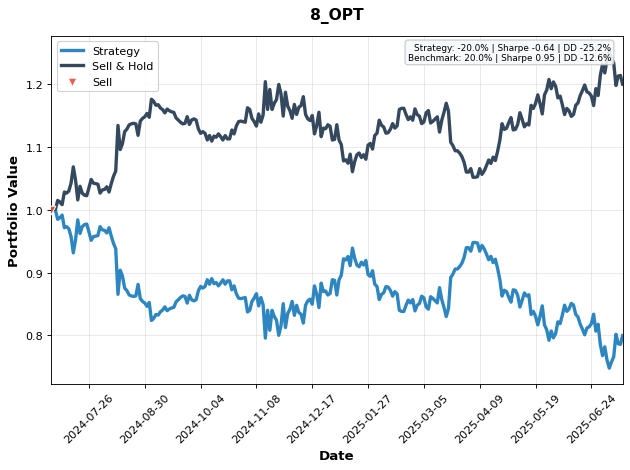 8_OPT
Strategy
Sell & Hold
Sell
Strategy: -20.0% | Sharpe -0.64 | DD -25.2%
Benchmark: 20.0% | Sharpe 0.95 | DD -12.6%
Portfolio Value
1.2
1.1
1.0
0.9
0.8
2024-07-26
2024-08-30
2024-10-04
2024-11-08
2024-12-17
2025-01-27
2025-03-05
2025-04-09
2025-05-19
2025-06-24
Date